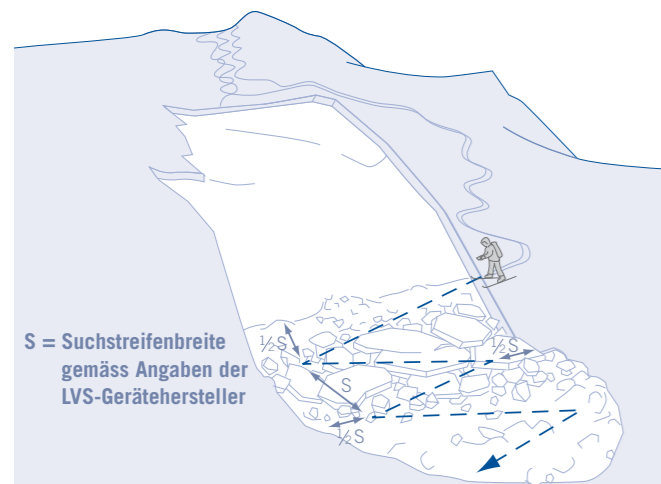 S = Suchstreifenbreite
gemäss Angaben der
LVS-Gerätehersteller
½S
½S
S
½S